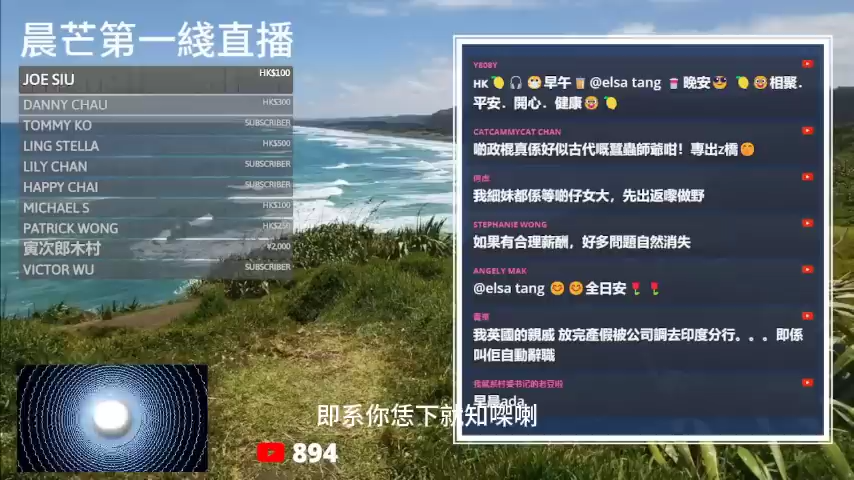 晨芒第一綫直播
JOE SIU HK$100
DANNY CHAU HK$300
TOMMY KO SUBSCRIBER
LING STELLA HK$500
LILY CHAN SUBSCRIBER
HAPPY CHAI SUBSCRIBER
MICHAEL S HK$100
PATRICK WONG HK$250
寅次郎木村 ¥2,000
VICTOR WU SUBSCRIBER
YBDBY
HK🍋🎧😷早午🧋@elsa tang 🥤晚安😎 🍋🤓相聚.
平安. 開心. 健康🤓🍋
CATCAMMYCAT CHAN
啲政棍真係好似古代嘅蠶蟲師爺咁！專出z橋🤭
我細妹都係等啲仔女大，先出返嚟做野
STEPHANIE WONG
如果有合理薪酬，好多問題自然消失
ANGELY MAK
@elsa tang 😊😊全日安🌷🌷
我英國的親戚 放完產假被公司調去印度分行。。。即係
叫佢自動辭職
早晨ada
即系你恁下就知㗎喇
894